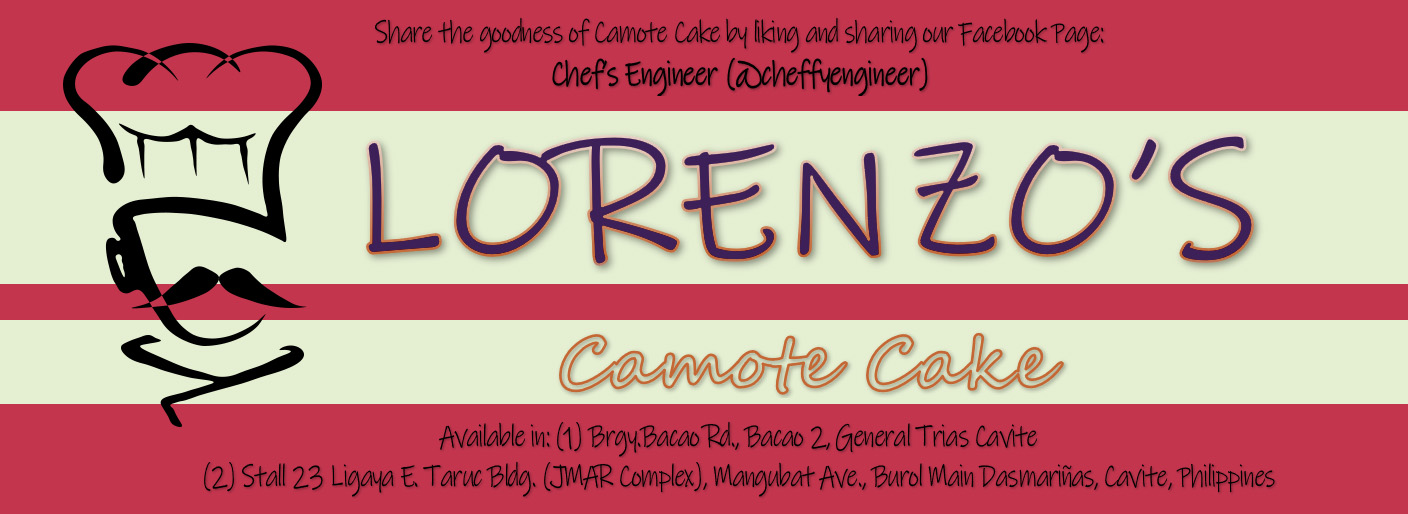 Share the goodness of Camote Cake by liking and sharing our Facebook Page:
Chef's Engineer (@cheffyengineer)
LORENZO'S
Camote Cake
Available in: (1) Brgy.Bacao Rd., Bacao 2, General Trias Cavite
(2) Stall 23 Ligaya E. Taruc Bldg. (JMAR Complex), Mangubat Ave., Burol Main Dasmariñas, Cavite, Philippines